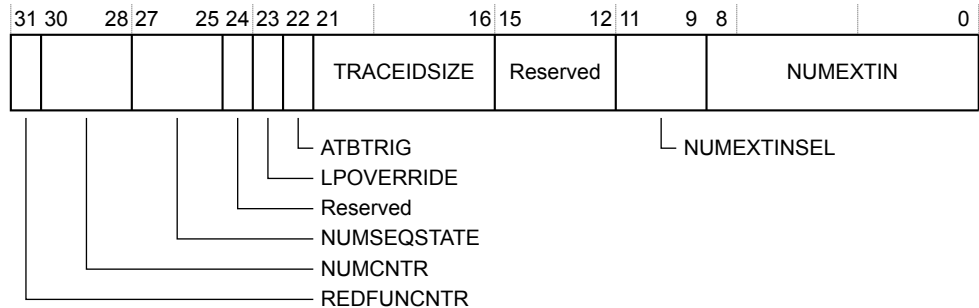 31 30 28 27 25 24 23 22 21 16 15 12 11 9 8 0
TRACEIDSIZE Reserved NUMEXTIN
ATBTRIG NUMEXTINSEL
LPOVERRIDE
Reserved
NUMSEQSTATE
NUMCNTR
REDFUNCNTR